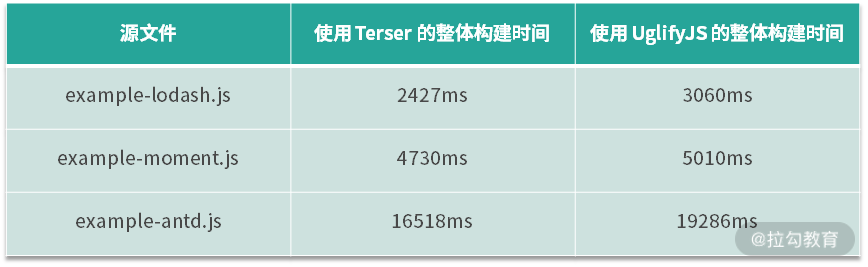 源文件 使用 Terser 的整体构建时间 使用 UglifyJS 的整体构建时间
example-lodash.js 2427ms 3060ms
example-moment.js 4730ms 5010ms
example-antd.js 16518ms 19286ms
@拉勾教育